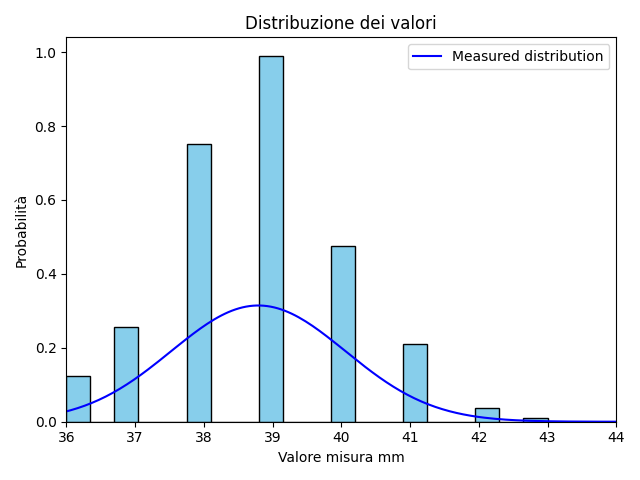 Distribuzione dei valori
Measured distribution
1.0
0.8
0.6
0.4
0.2
0.0
Probabilità
36 37 38 39 40 41 42 43 44
Valore misura mm